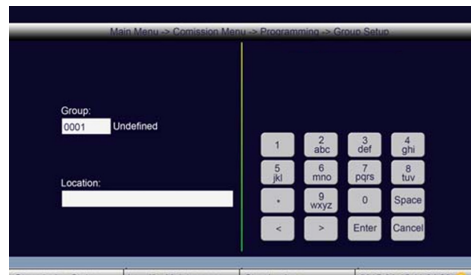 Main Menu -> Comission Menu -> Programming -> Group Setup
Group:
0001 Undefined
Location:
1
2 abc
3 def
4 ghi
5 jkl
6 mno
7 pqrs
8 tuv
9 wxyz
0
Space
<
>
Enter
Cancel